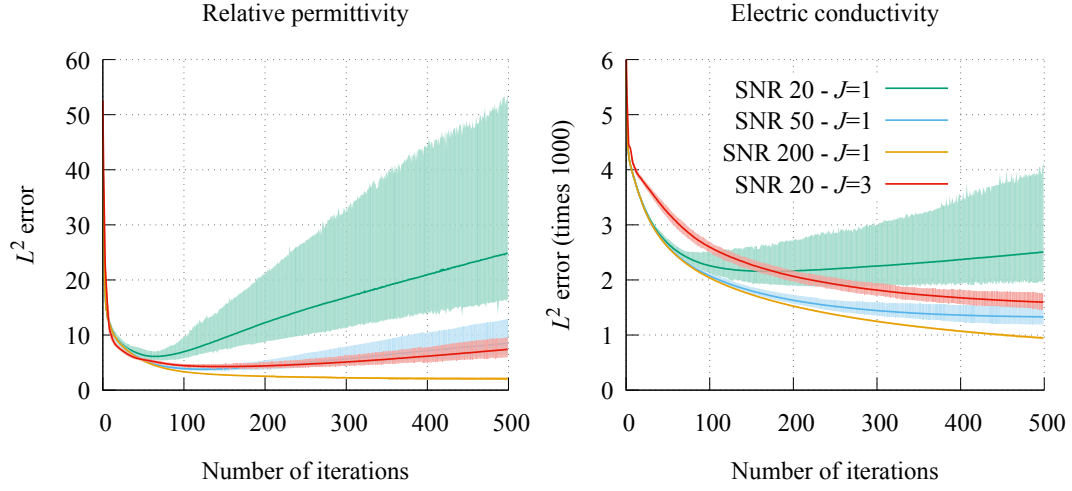 Relative permittivity
L² error
60
50
40
30
20
10
0
0 100 200 300 400 500
Number of iterations
Electric conductivity
L² error (times 1000)
6
5
4
3
2
1
0
SNR 20 - J=1
SNR 50 - J=1
SNR 200 - J=1
SNR 20 - J=3
0 100 200 300 400 500
Number of iterations